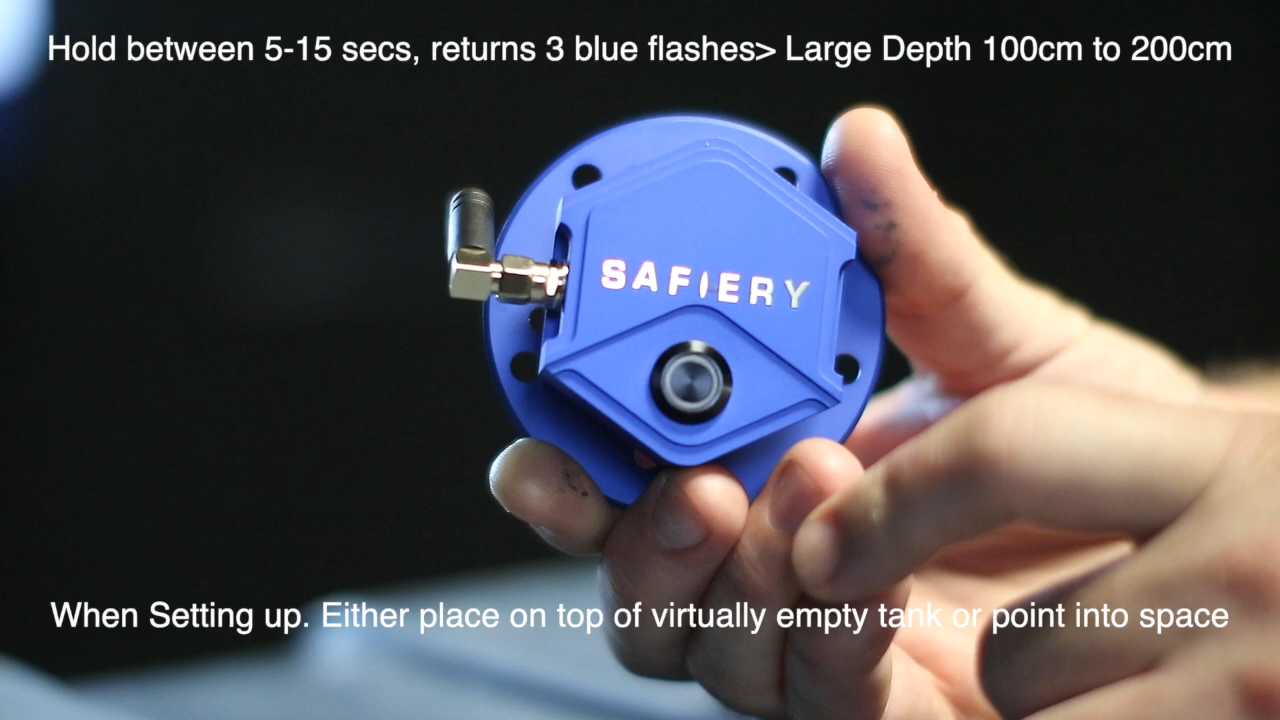 Hold between 5-15 secs, returns 3 blue flashes> Large Depth 100cm to 200cm
SAFIERY
When Setting up. Either place on top of virtually empty tank or point into space